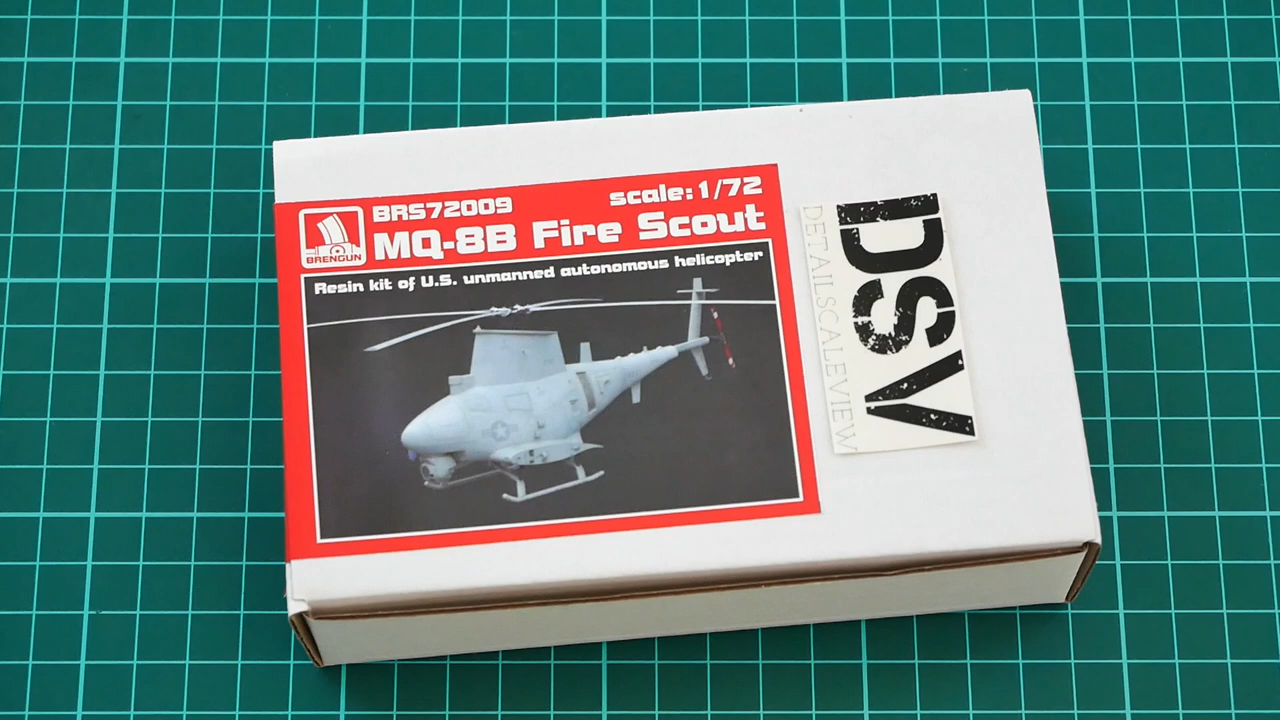 BRS72009
scale: 1/72
BRENGUN
MQ-8B Fire Scout
Resin kit of U.S. unmanned autonomous helicopter
DSV
DETAILSCALEVIEW